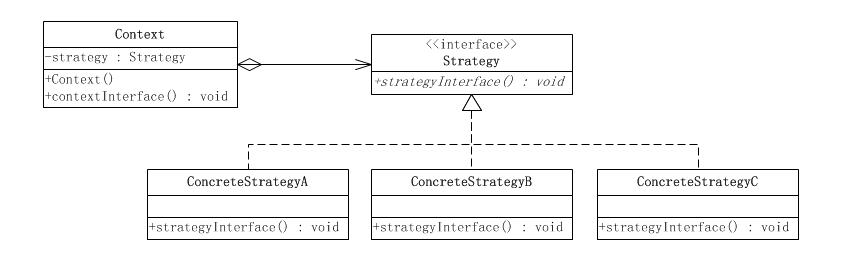 Context
-strategy : Strategy
+Context()
+contextInterface() : void
<<interface>>
Strategy
+strategyInterface() : void
ConcreteStrategyA
+strategyInterface() : void
ConcreteStrategyB
+strategyInterface() : void
ConcreteStrategyC
+strategyInterface() : void